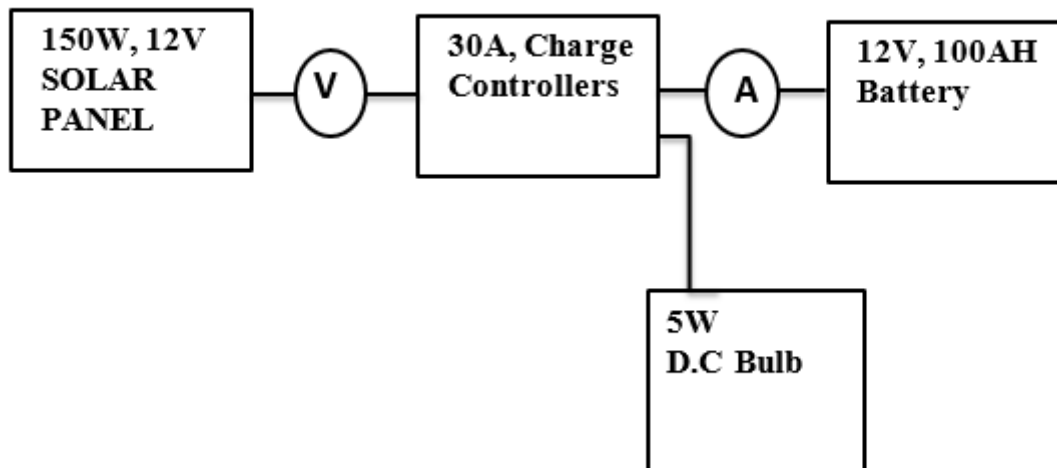 150W, 12V
SOLAR
PANEL
V
30A, Charge
Controllers
A
12V, 100AH
Battery
5W
D.C Bulb